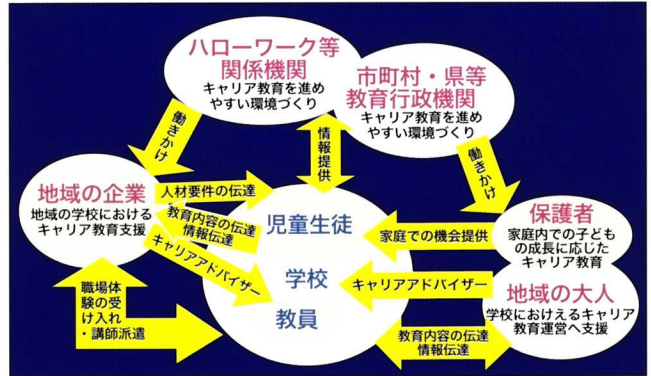 ハローワーク等
関係機関
キャリア教育を進め
やすい環境づくり
市町村・県等
教育行政機関
キャリア教育を進め
やすい環境づくり
働きかけ
情報提供
働きかけ
地域の企業
地域の学校における
キャリア教育支援
人材要件の伝達
教育内容の伝達
情報伝達
キャリアアドバイザー
児童生徒
学校
教員
家庭での機会提供
キャリアアドバイザー
保護者
家庭内での子ども
の成長に応じた
キャリア教育
地域の大人
学校におけえるキャリア
教育運営へ支援
職場体
験の受
け入れ
・講師派遣
教育内容の伝達
情報伝達